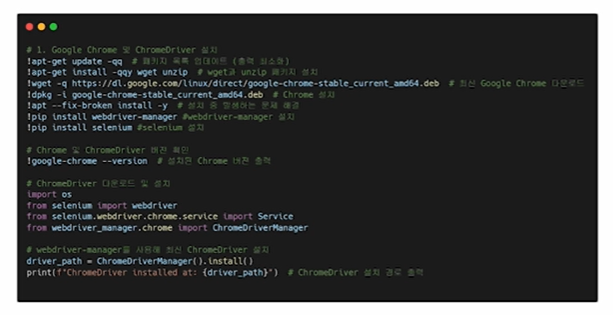 # 1. Google Chrome 및 ChromeDriver 설치
!apt-get update -qq  # 패키지 목록 업데이트 (출력 최소화)
!apt-get install -qqy wget unzip  # wget과 unzip 패키지 설치
!wget -q https://dl.google.com/linux/direct/google-chrome-stable_current_amd64.deb  # 최신 Google Chrome 다운로드
!dpkg -i google-chrome-stable_current_amd64.deb  # Chrome 설치
!apt --fix-broken install -y  # 설치 중 발생하는 문제 해결
!pip install webdriver-manager #webdriver-manager 설치
!pip install selenium #selenium 설치
# Chrome 및 ChromeDriver 버전 확인
!google-chrome --version  # 설치된 Chrome 버전 출력
# ChromeDriver 다운로드 및 설치
import os
from selenium import webdriver
from selenium.webdriver.chrome.service import Service
from webdriver_manager.chrome import ChromeDriverManager
# webdriver-manager을 사용해 최신 ChromeDriver 설치
driver_path = ChromeDriverManager().install()
print(f"ChromeDriver installed at: {driver_path}")  # ChromeDriver 설치 경로 출력